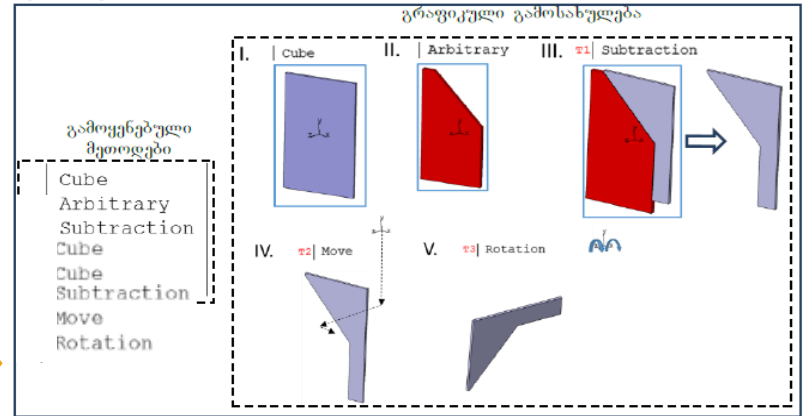 გრაფიკული გამოსახულება
I. Cube
II. Arbitrary
III. T1 Subtraction
გამოყენებული
მეთოდები
Cube
Arbitrary
Subtraction
Cube
Cube
Subtraction
Move
Rotation
IV. T2 Move
V. T3 Rotation